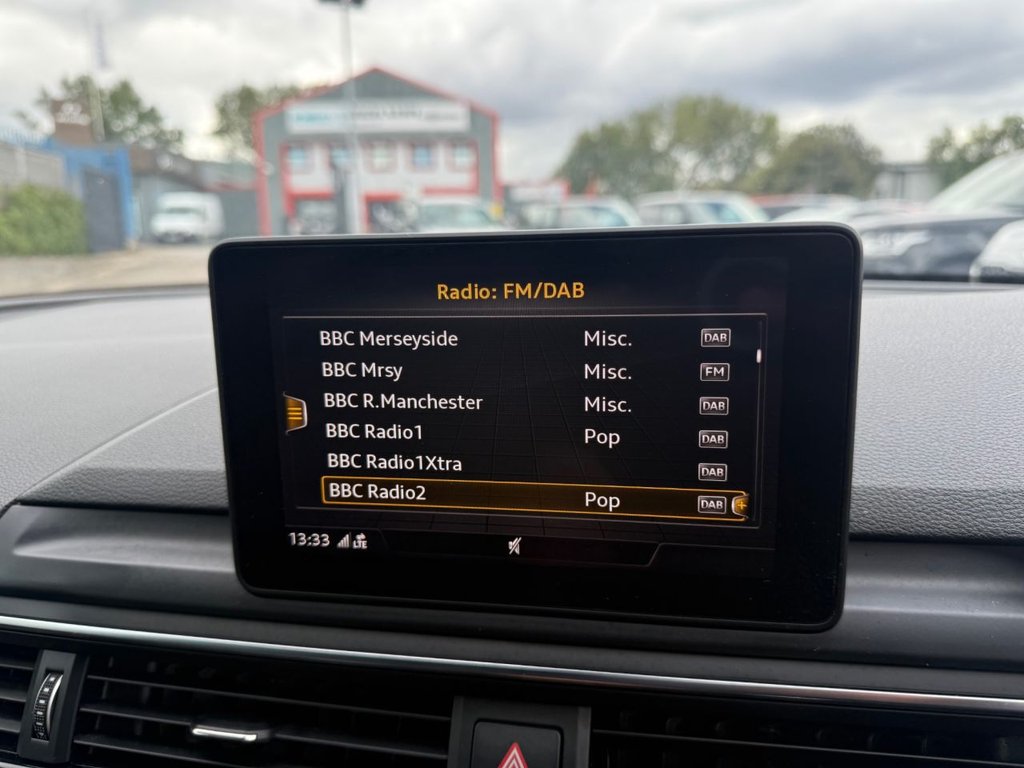 Radio: FM/DAB
BBC Merseyside Misc. DAB
BBC Mrsy Misc. FM
BBC R.Manchester Misc. DAB
BBC Radio1 Pop DAB
BBC Radio1Xtra DAB
BBC Radio2 Pop DAB
13:33 LTE